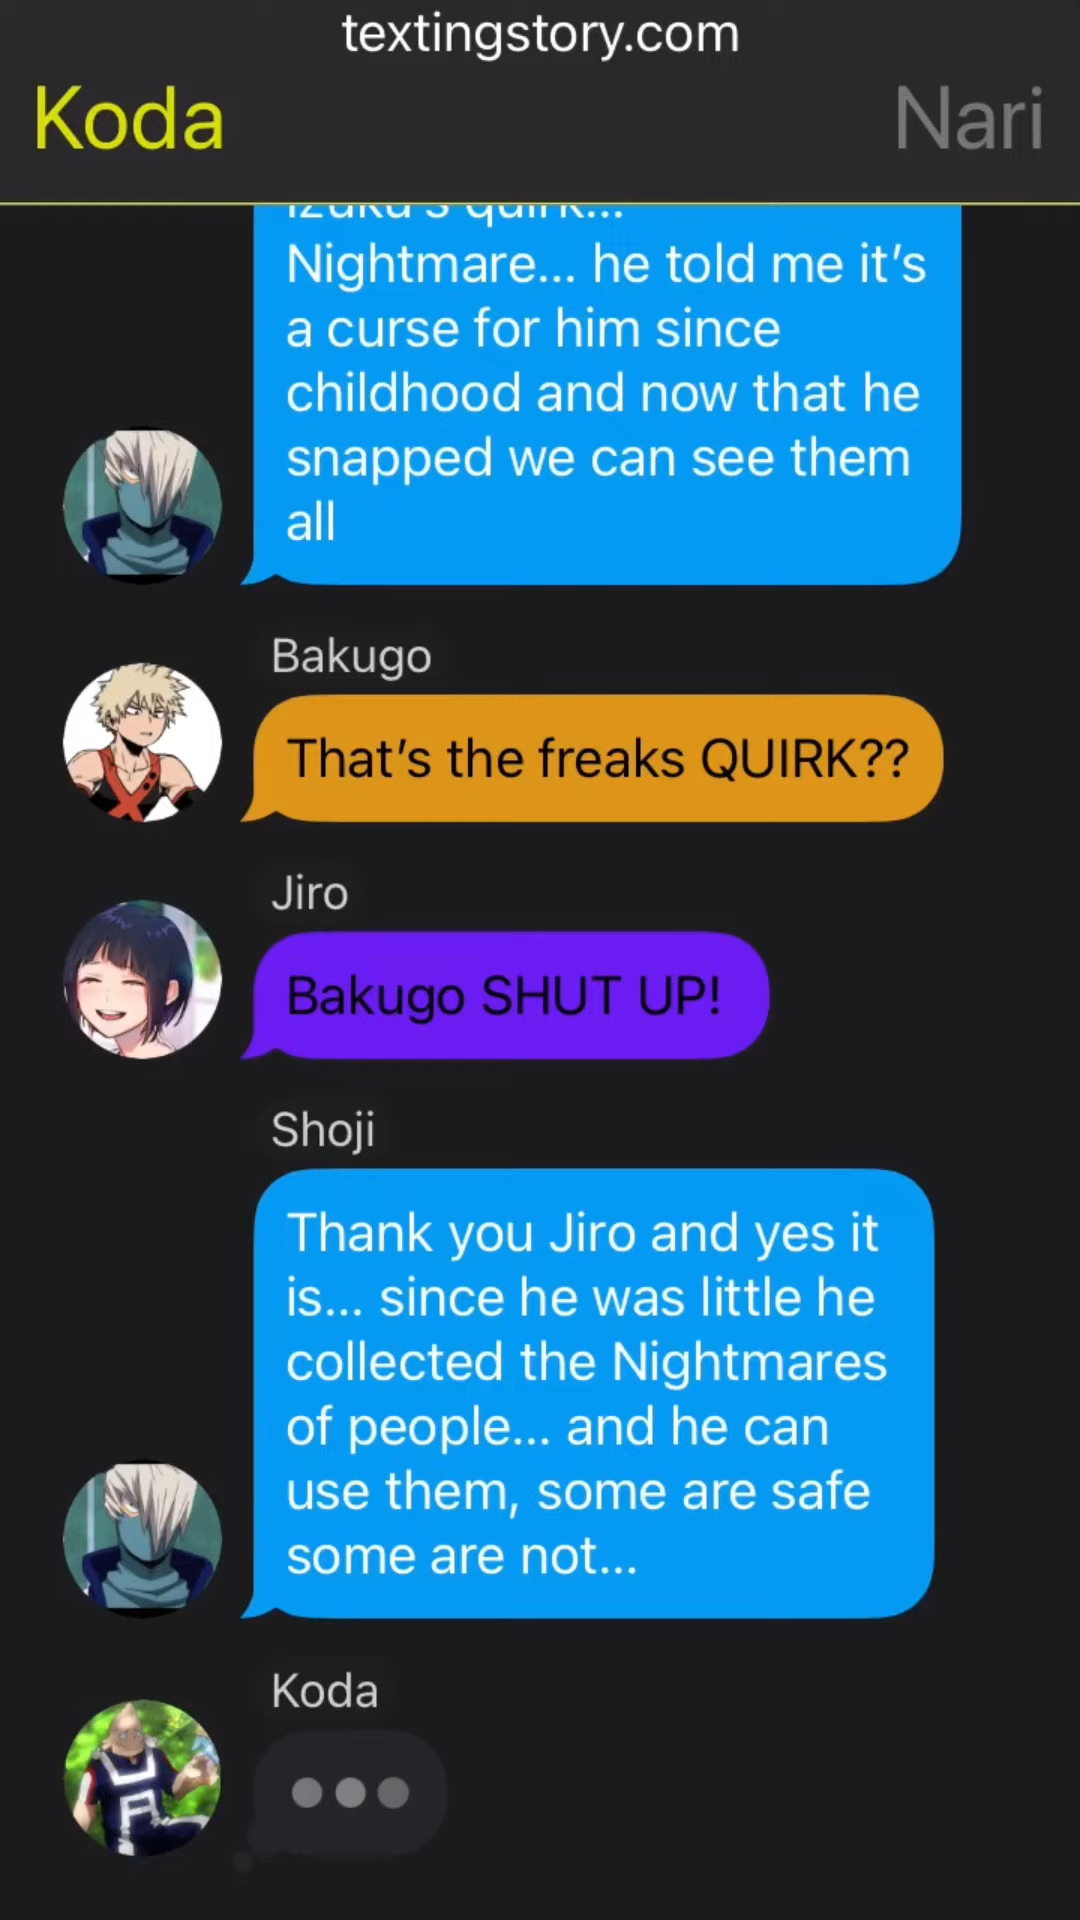 textingstory.com
Koda
Nari
Izuku's quirk...
Nightmare... he told me it’s
a curse for him since
childhood and now that he
snapped we can see them
all
Bakugo
That’s the freaks QUIRK??
Jiro
Bakugo SHUT UP!
Shoji
Thank you Jiro and yes it
is... since he was little he
collected the Nightmares
of people... and he can
use them, some are safe
some are not...
Koda